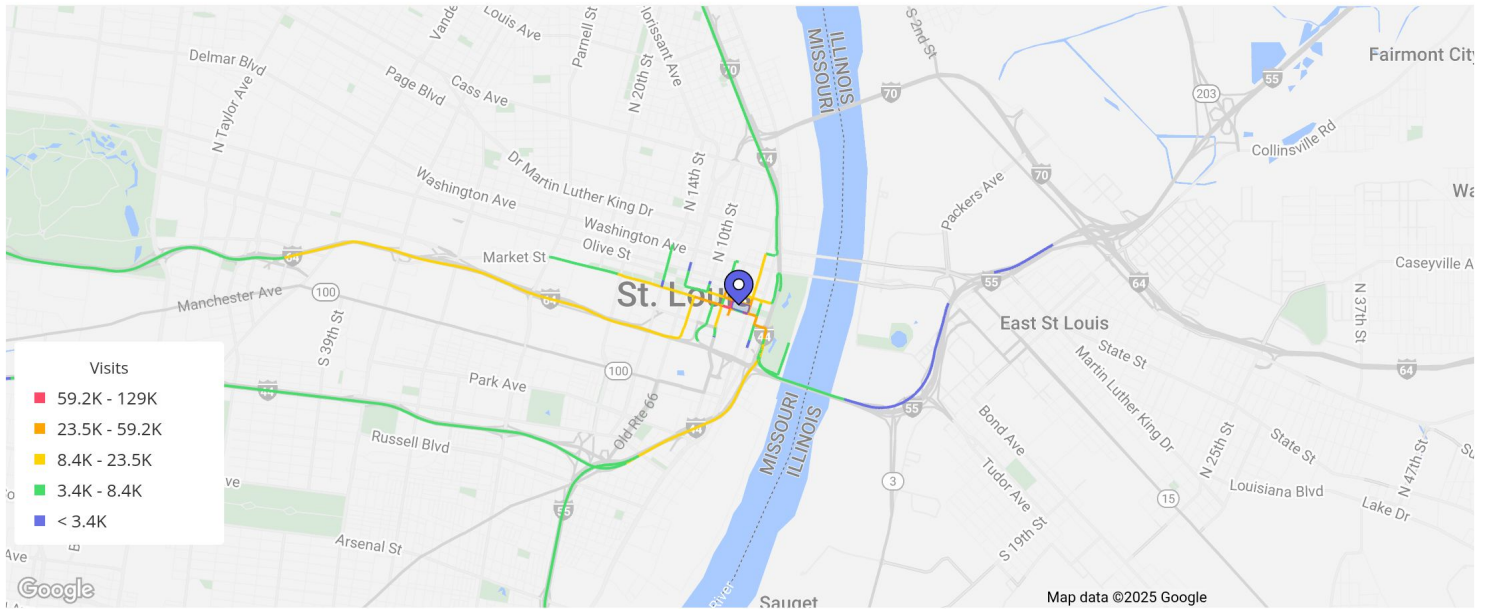 Louis Ave
Parnell St
S 2nd St
ILLINOIS
MISSOURI
Fairmont City
Delmar Blvd
N 20th St
70
55
Page Blvd
Cass Ave
70
203
N Taylor Ave
Collinsville Rd
Dr Martin Luther King Dr
N 14th St
44
70
Packers Ave
Washington Ave
N 10th St
Washington Ave
Olive St
Market St
64
Caseyville A
55
64
Manchester Ave
100
64
St. Louis
N 37th St
East St Louis
S 39th St
44
State St
64
100
Martin Luther King Dr
Visits
59.2K - 129K
23.5K - 59.2K
8.4K - 23.5K
3.4K - 8.4K
< 3.4K
44
Park Ave
Old Rte 66
55
MISSOURI
ILLINOIS
Bond Ave
44
Russell Blvd
N 25th St
State St
N 47th St
3
Tudor Ave
Louisiana Blvd
15
Lake Dr
55
Arsenal St
S 19th St
Ave
Google
River
Sauget
Map data ©2025 Google